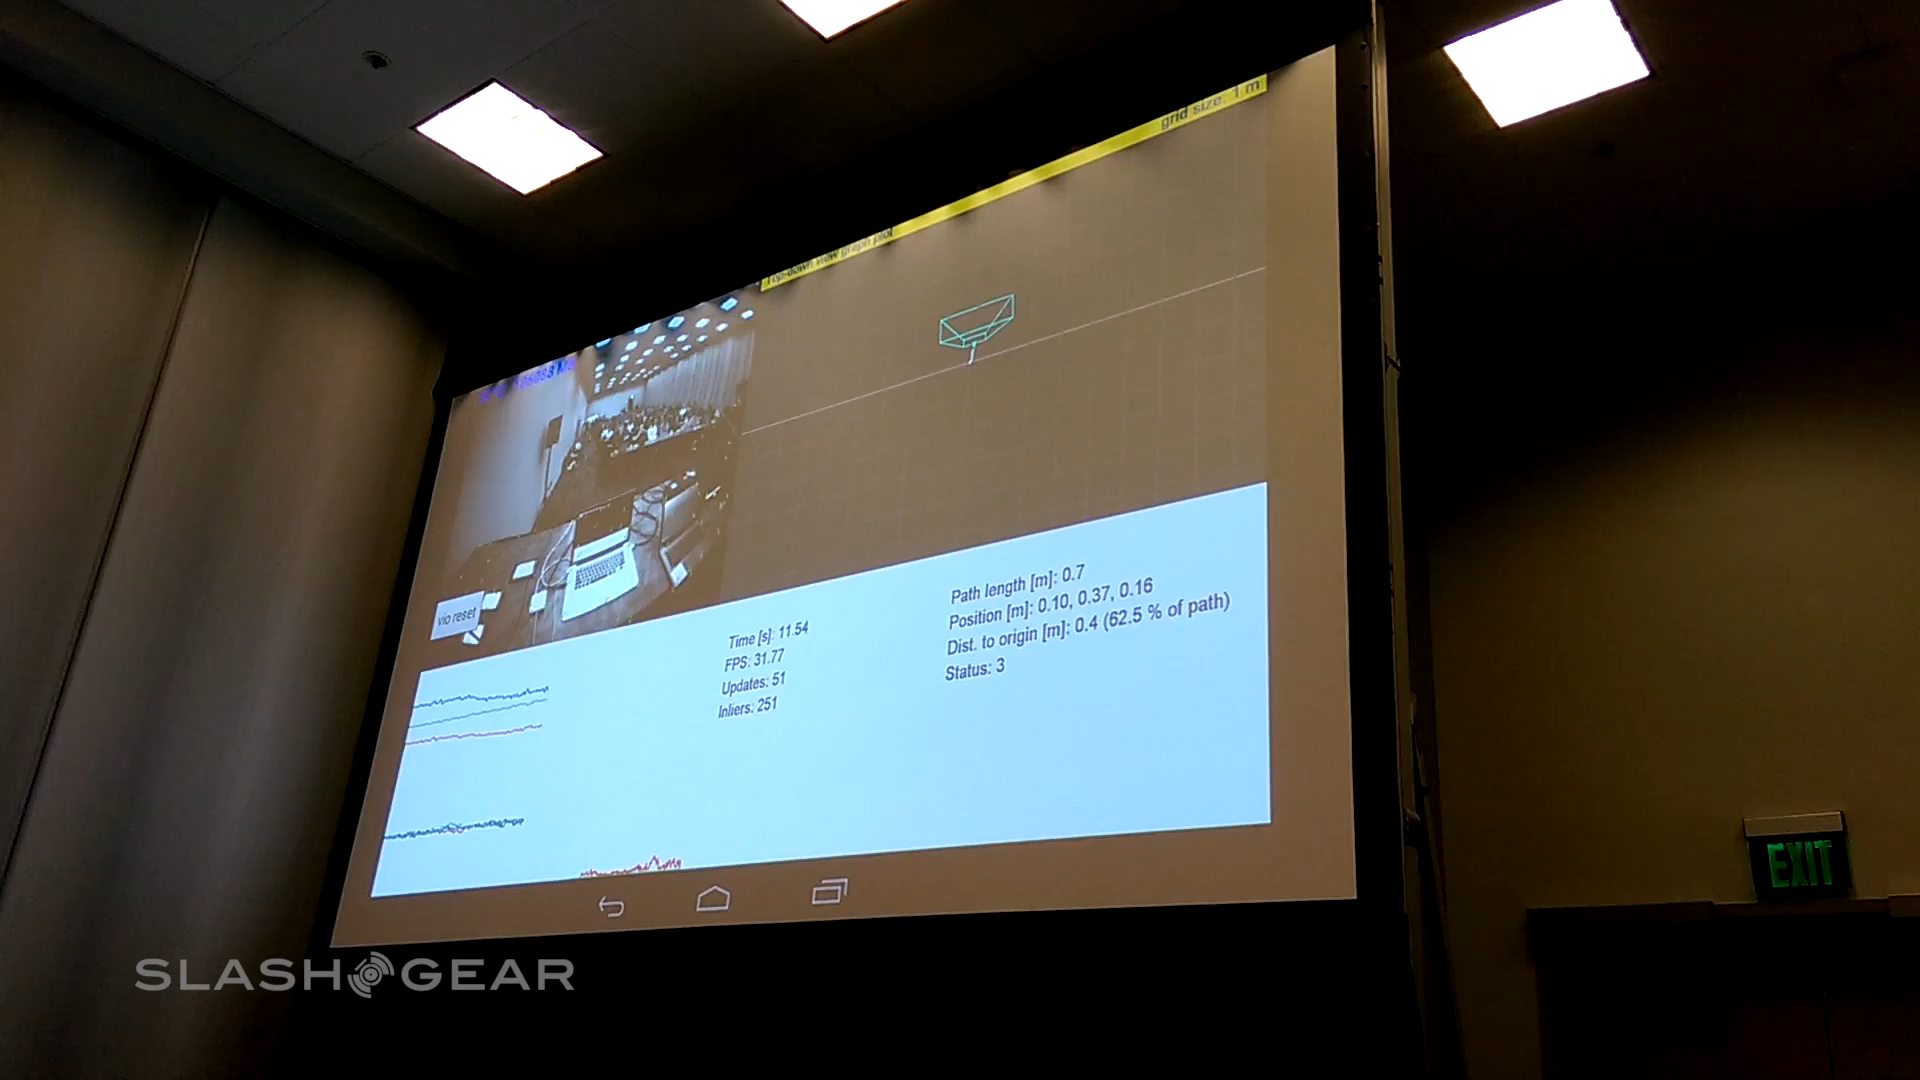 grid size: 1 m
Top-down view graph plot
vio reset
Time [s]: 11.54
FPS: 31.77
Updates: 51
Inliers: 251
Path length [m]: 0.7
Position [m]: 0.10, 0.37, 0.16
Dist. to origin [m]: 0.4 (62.5 % of path)
Status: 3
EXIT
SLASHGEAR